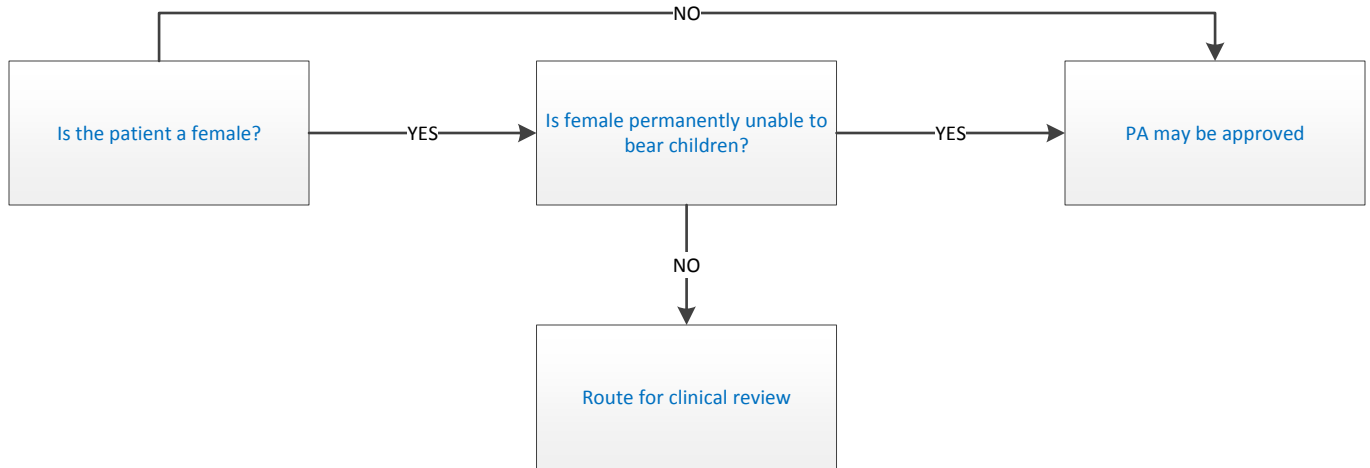 NO
Is the patient a female?
YES
Is female permanently unable to
bear children?
YES
PA may be approved
NO
Route for clinical review